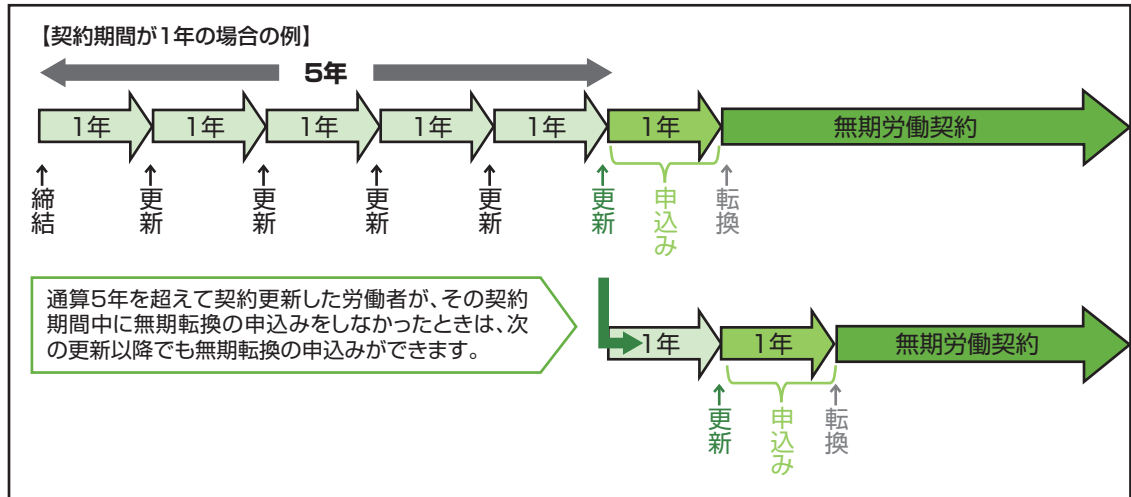 【契約期間が1年の場合の例】
5年
1年 1年 1年 1年 1年 1年 無期労働契約
↑締結 ↑更新 ↑更新 ↑更新 ↑更新 ↑更新 申込み ↑転換
通算5年を超えて契約更新した労働者が、その契約
期間中に無期転換の申込みをしなかったときは、次
の更新以降でも無期転換の申込みができます。
1年 1年 無期労働契約
↑更新 申込み ↑転換